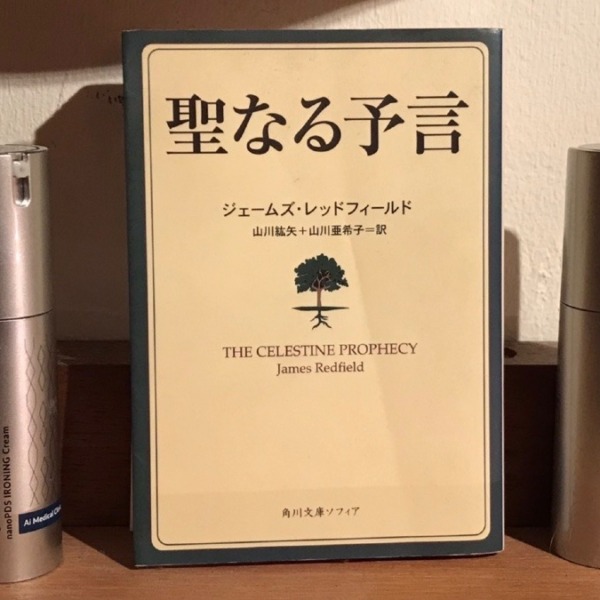 聖なる予言
ジェームズ・レッドフィールド
山川紘矢+山川亜希子=訳
THE CELESTINE PROPHECY
James Redfield
角川文庫ソフィア
nanoPDS IRONiNG Cream
Ai Medical